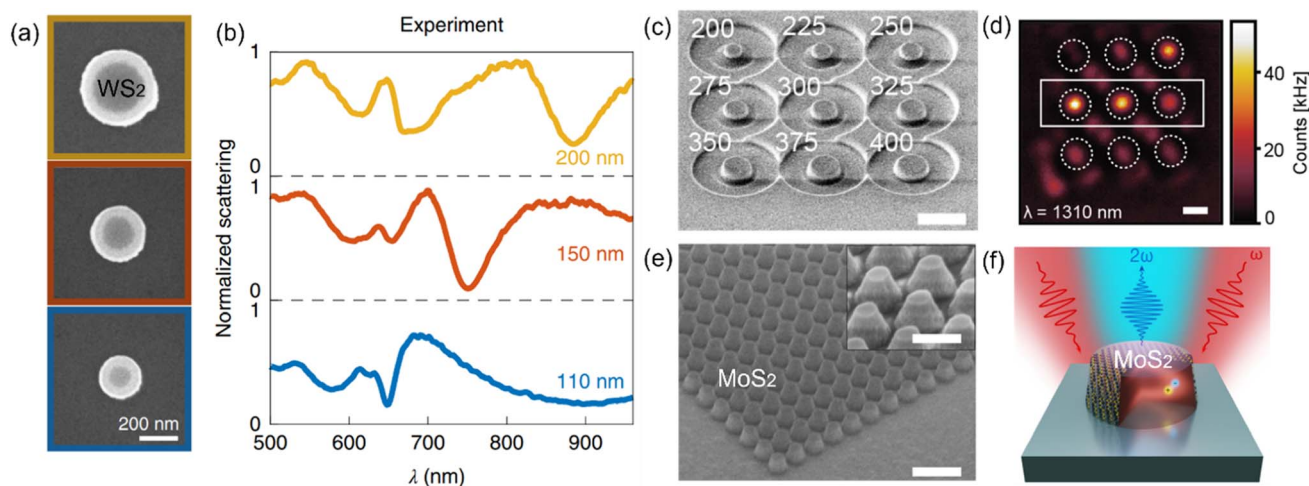 (a)
WS2
200 nm
(b)
Experiment
Normalized scattering
1
0
200 nm
1
0
150 nm
1
0
110 nm
500 600 700 800 900
λ (nm)
(c)
200 225 250
275 300 325
350 375 400
(d)
λ = 1310 nm
40
20
0
Counts [kHz]
(e)
MoS2
(f)
2ω
ω
MoS2